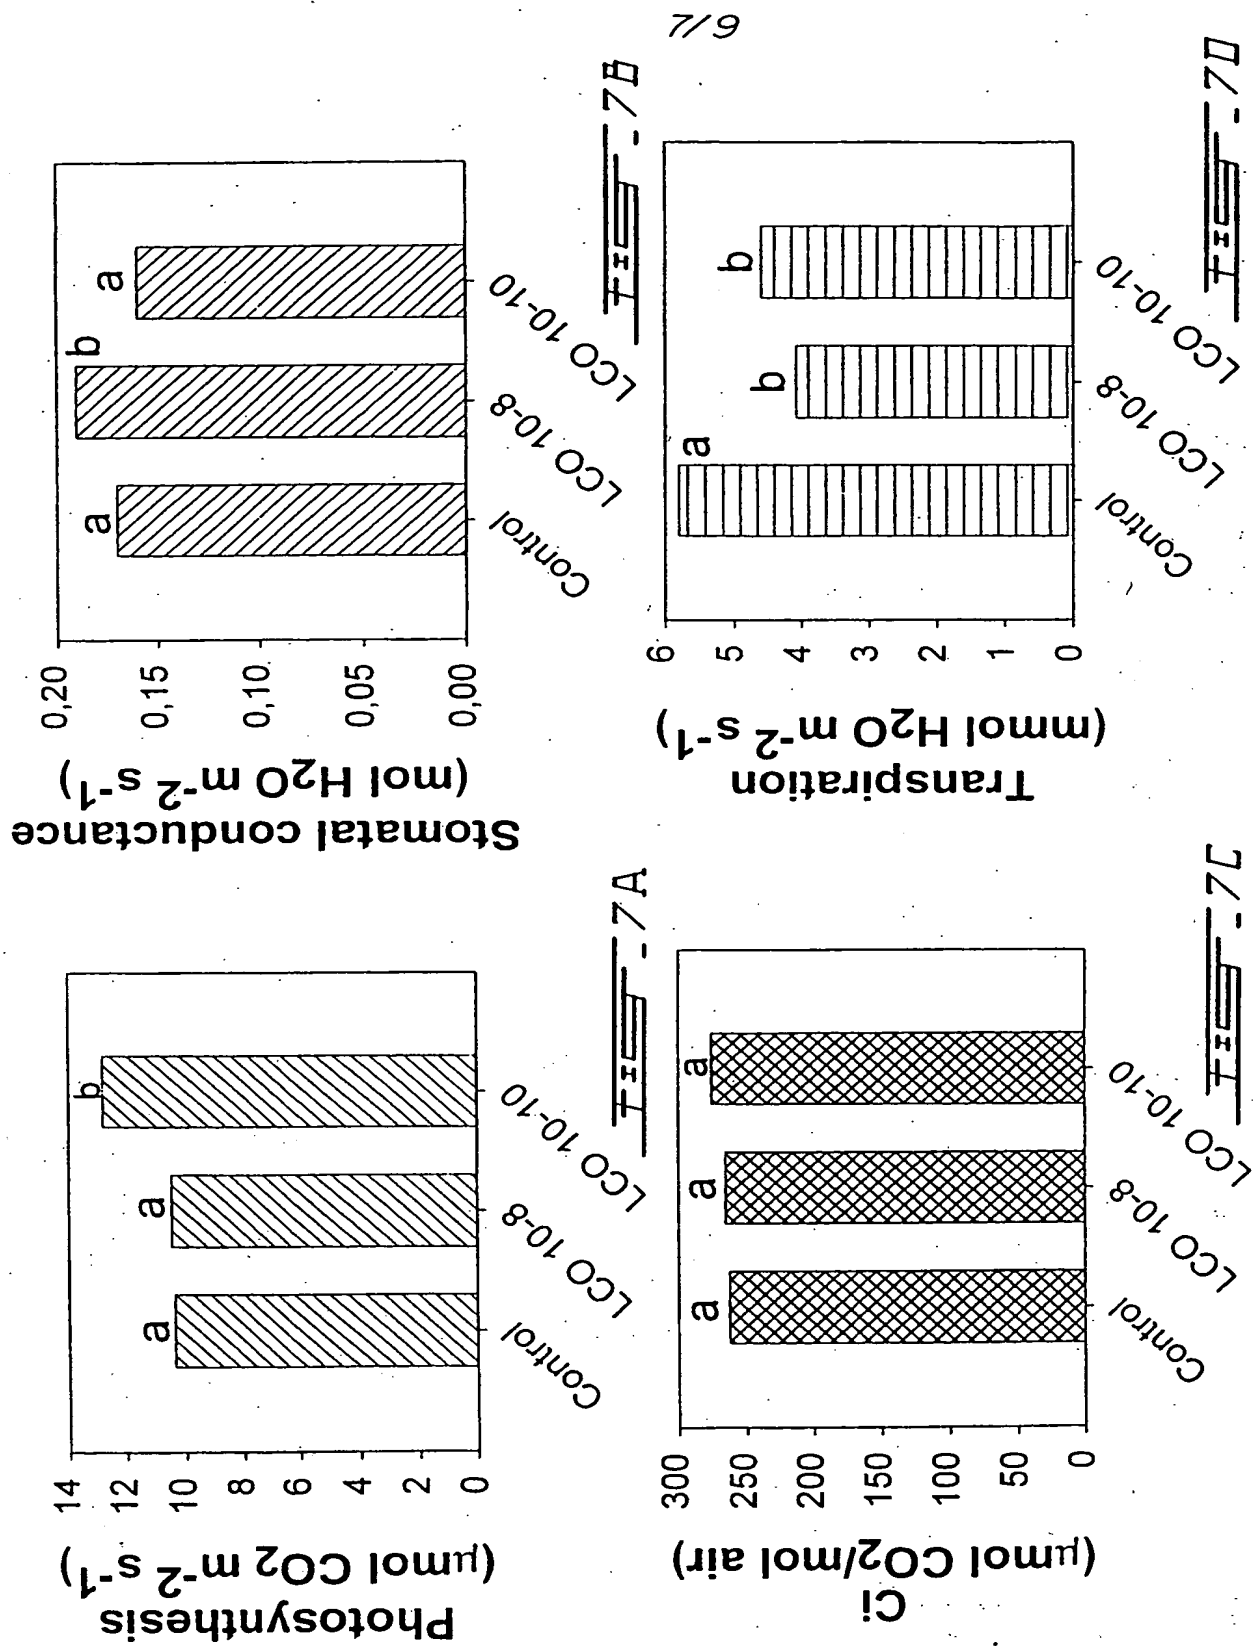 7/9
Photosynthesis
(µmol CO2 m-2 s-1)
14
12
10
8
6
4
2
0
a
a
b
Control
LCO 10-8
LCO 10-10
FIG-7A
Stomatal conductance
(mol H2O m-2 s-1)
0,20
0,15
0,10
0,05
0,00
a
b
a
Control
LCO 10-8
LCO 10-10
FIG-7B
Ci
(µmol CO2/mol air)
300
250
200
150
100
50
0
a
a
a
Control
LCO 10-8
LCO 10-10
FIG-7C
Transpiration
(mmol H2O m-2 s-1)
6
5
4
3
2
1
0
a
b
b
Control
LCO 10-8
LCO 10-10
FIG-7D